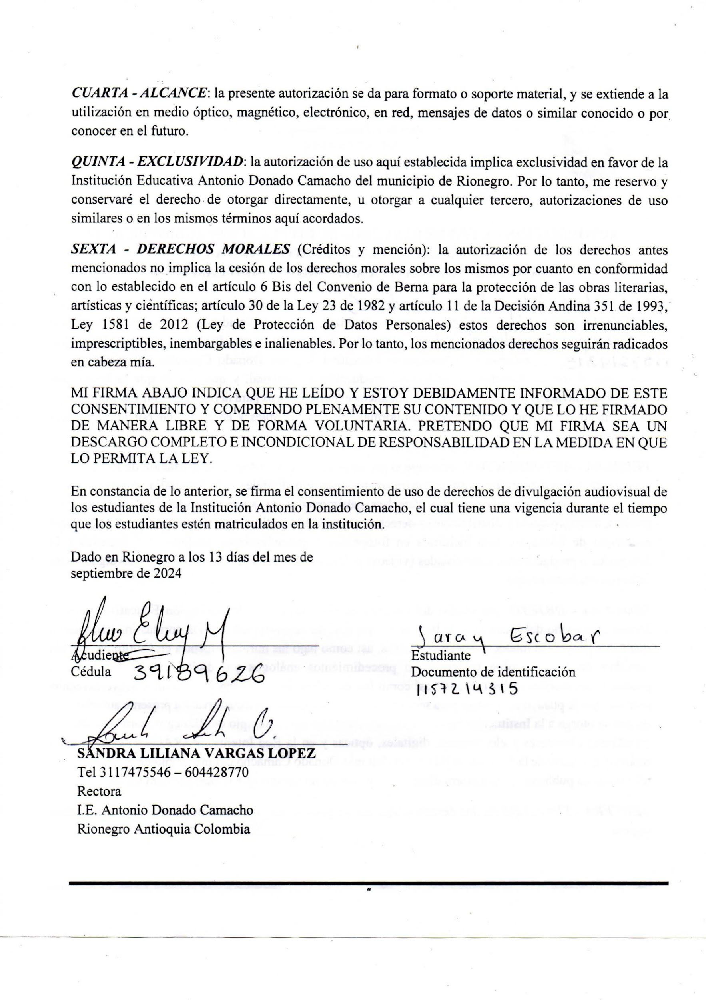 CUARTA - ALCANCE: la presente autorización se da para formato o soporte material, y se extiende a la
utilización en medio óptico, magnético, electrónico, en red, mensajes de datos o similar conocido o por
conocer en el futuro.
QUINTA - EXCLUSIVIDAD: la autorización de uso aquí establecida implica exclusividad en favor de la
Institución Educativa Antonio Donado Camacho del municipio de Rionegro. Por lo tanto, me reservo y
conservaré el derecho de otorgar directamente, u otorgar a cualquier tercero, autorizaciones de uso
similares o en los mismos términos aquí acordados.
SEXTA - DERECHOS MORALES (Créditos y mención): la autorización de los derechos antes
mencionados no implica la cesión de los derechos morales sobre los mismos por cuanto en conformidad
con lo establecido en el artículo 6 Bis del Convenio de Berna para la protección de las obras literarias,
artísticas y científicas; artículo 30 de la Ley 23 de 1982 y artículo 11 de la Decisión Andina 351 de 1993,
Ley 1581 de 2012 (Ley de Protección de Datos Personales) estos derechos son irrenunciables,
imprescriptibles, inembargables e inalienables. Por lo tanto, los mencionados derechos seguirán radicados
en cabeza mía.
MI FIRMA ABAJO INDICA QUE HE LEÍDO Y ESTOY DEBIDAMENTE INFORMADO DE ESTE
CONSENTIMIENTO Y COMPRENDO PLENAMENTE SU CONTENIDO Y QUE LO HE FIRMADO
DE MANERA LIBRE Y DE FORMA VOLUNTARIA. PRETENDO QUE MI FIRMA SEA UN
DESCARGO COMPLETO E INCONDICIONAL DE RESPONSABILIDAD EN LA MEDIDA EN QUE
LO PERMITA LA LEY.
En constancia de lo anterior, se firma el consentimiento de uso de derechos de divulgación audiovisual de
los estudiantes de la Institución Antonio Donado Camacho, el cual tiene una vigencia durante el tiempo
que los estudiantes estén matriculados en la institución.
Dado en Rionegro a los 13 días del mes de
septiembre de 2024
Saray Escobar
Acudiente
Estudiante
Cédula 39189626
Documento de identificación
1157214315
SANDRA LILIANA VARGAS LOPEZ
Tel 3117475546 – 604428770
Rectora
I.E. Antonio Donado Camacho
Rionegro Antioquia Colombia